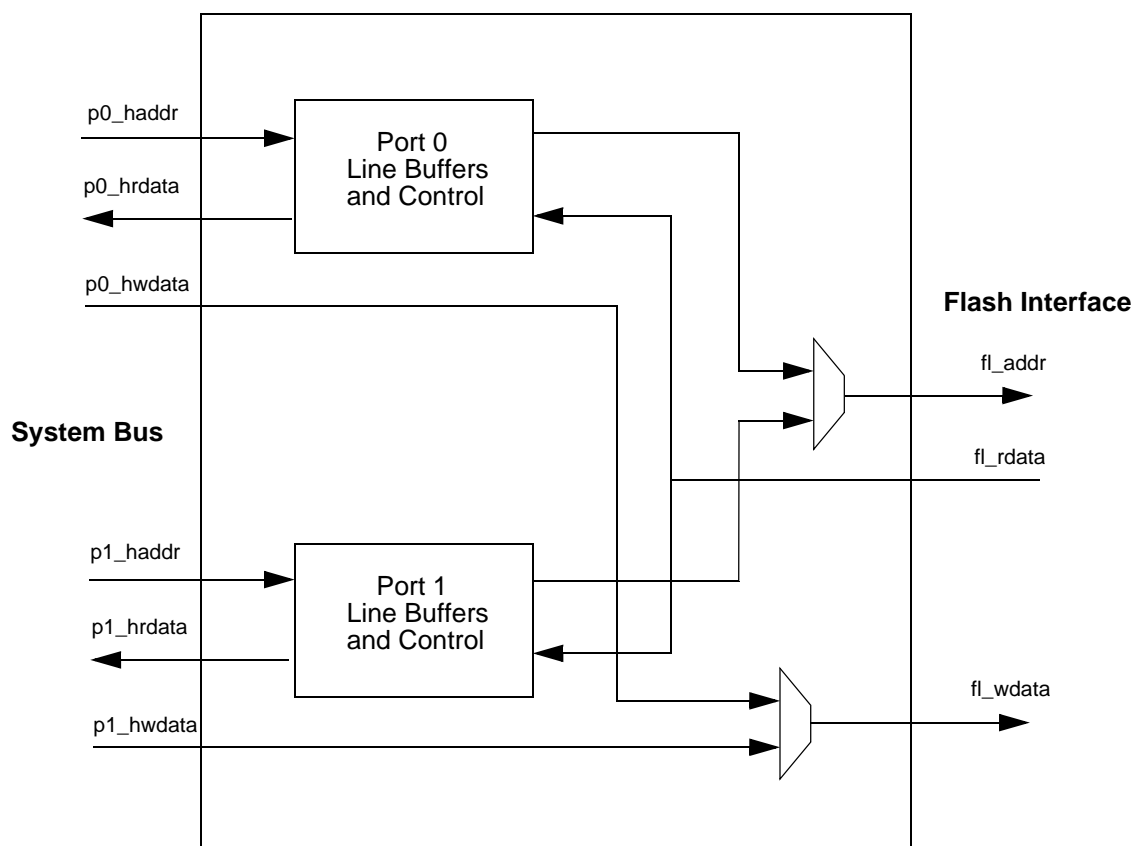 p0_haddr
Port 0
Line Buffers
and Control
p0_hrdata
p0_hwdata
Flash Interface
fl_addr
System Bus
fl_rdata
p1_haddr
Port 1
Line Buffers
and Control
p1_hrdata
fl_wdata
p1_hwdata